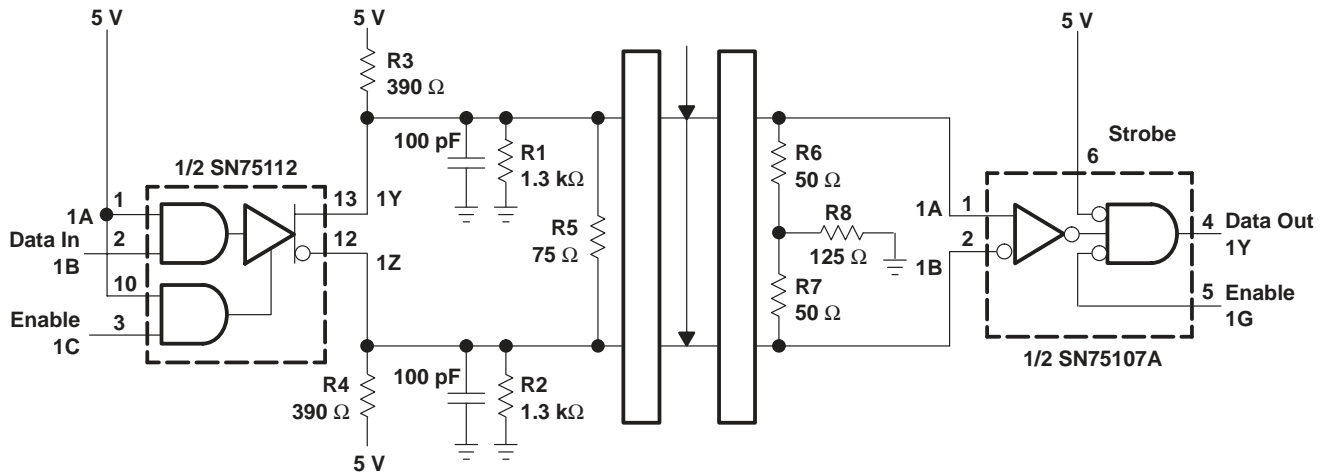 5 V
5 V
5 V
R3
390 Ω
100 pF
R1
1.3 kΩ
R6
50 Ω
Strobe
6
1/2 SN75112
1
1A
Data In
2
1B
10
Enable
3
1C
13
1Y
12
1Z
R5
75 Ω
R8
125 Ω
R7
50 Ω
1A
1
2
1B
4
Data Out
1Y
5
Enable
1G
1/2 SN75107A
R4
390 Ω
100 pF
R2
1.3 kΩ
5 V